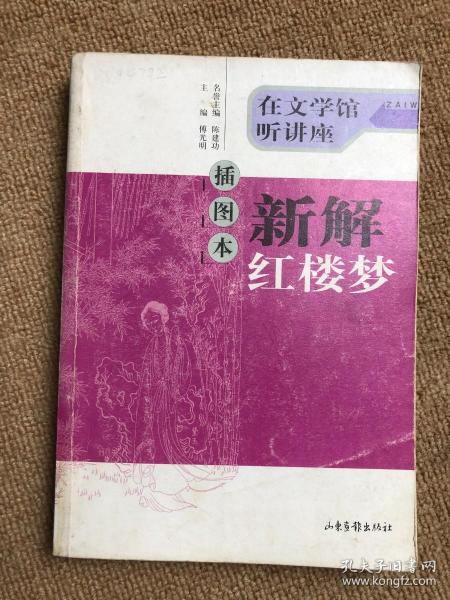 名誉主编 陈建功
主编 傅光明
在文学馆
听讲座
ZAIW
插图本
新解
红楼梦
山东画报出版社
孔夫子旧书网
www.kongfz.com